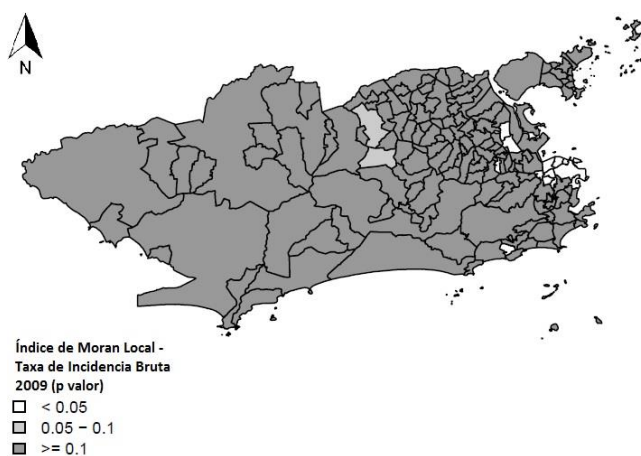 N
Índice de Moran Local -
Taxa de Incidencia Bruta
2009 (p valor)
< 0.05
0.05 − 0.1
>= 0.1